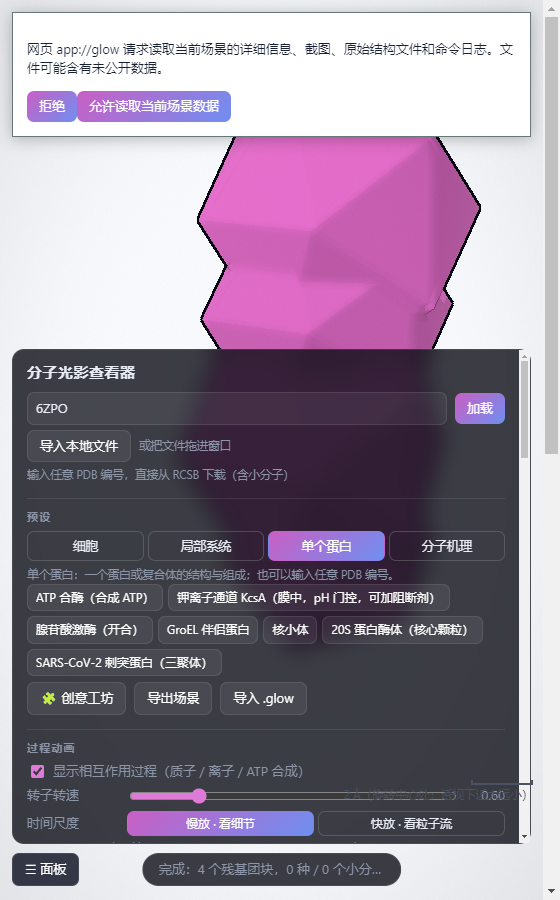 网页 app://glow 请求读取当前场景的详细信息、截图、原始结构文件和命令日志。文
件可能含有未公开数据。
拒绝 允许读取当前场景数据
分子光影查看器
6ZPO 加载
导入本地文件 或把文件拖进窗口
输入任意 PDB 编号，直接从 RCSB 下载（含小分子）
预设
细胞 局部系统 单个蛋白 分子机理
单个蛋白：一个蛋白或复合体的结构与组成；也可以输入任意 PDB 编号。
ATP 合酶（合成 ATP） 钾离子通道 KcsA（膜中，pH 门控，可加阻断剂）
腺苷酸激酶（开合） GroEL 伴侣蛋白 核小体 20S 蛋白酶体（核心颗粒）
SARS-CoV-2 刺突蛋白（三聚体）
🧩 创意工坊 导出场景 导入 .glow
过程动画
显示相互作用过程（质子 / 离子 / ATP 合成）
转子转速 0.60
时间尺度 慢放 · 看细节 快放 · 看粒子流
☰ 面板 完成：4 个残基团块，0 种 / 0 个小分...